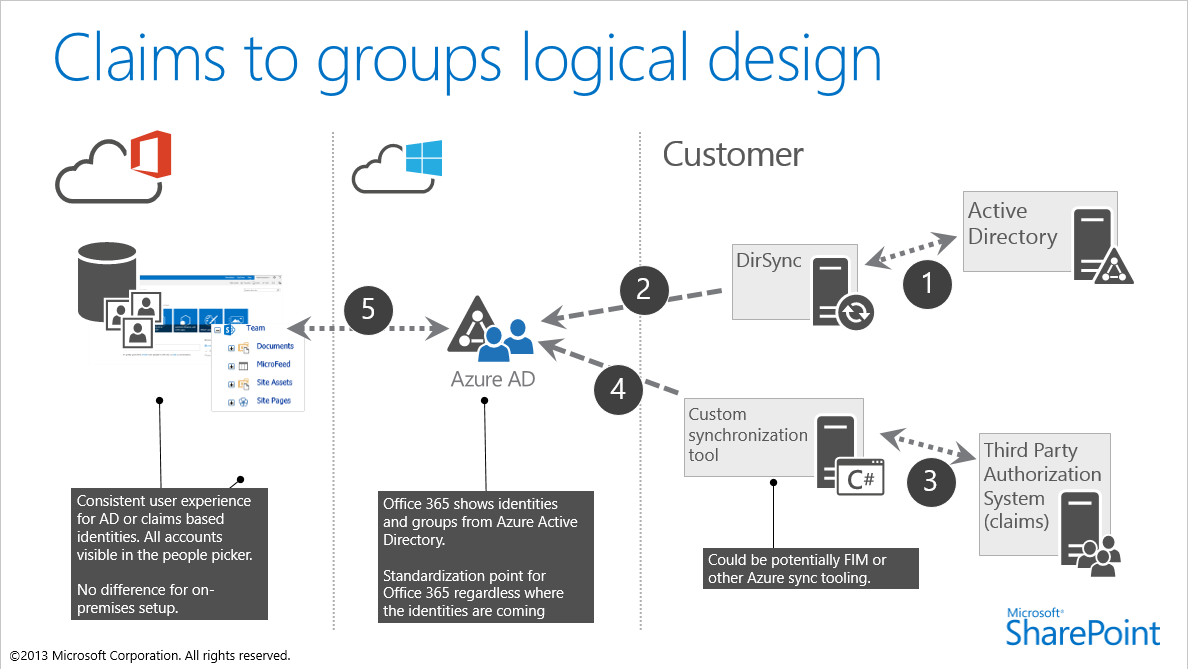 Claims to groups logical design
Customer
Active
Directory
DirSync
1
2
5
Team
Documents
MicroFeed
Site Assets
Site Pages
Azure AD
4
Custom
synchronization
tool
C#
3
Third Party
Authorization
System
(claims)
Consistent user experience
for AD or claims based
identities. All accounts
visible in the people picker.
No difference for on-
premises setup.
Office 365 shows identities
and groups from Azure Active
Directory.
Standardization point for
Office 365 regardless where
the identities are coming
Could be potentially FIM or
other Azure sync tooling.
Microsoft®
SharePoint
©2013 Microsoft Corporation. All rights reserved.